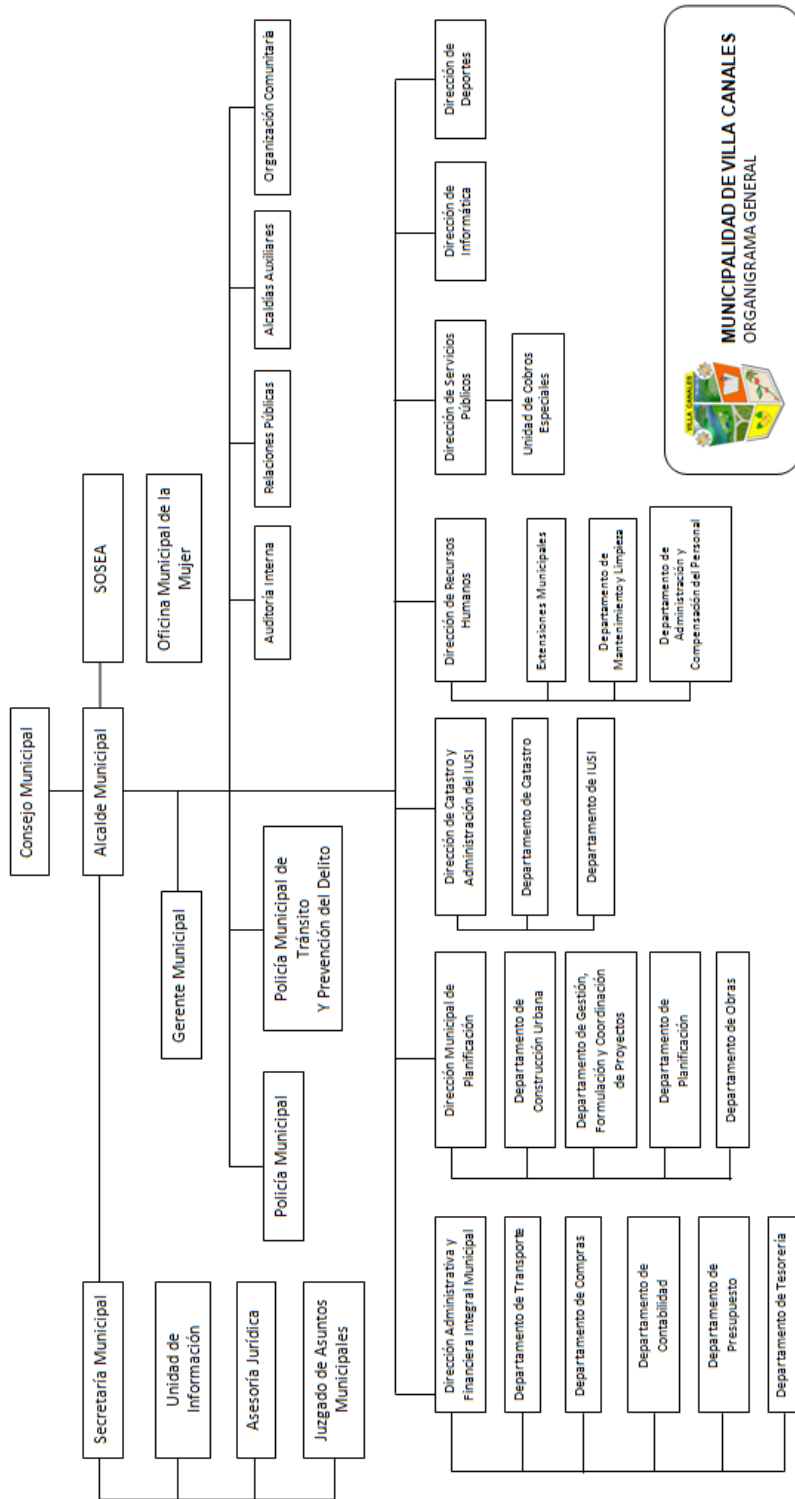 Consejo Municipal
Alcalde Municipal
SOSEA
Oficina Municipal de la
Mujer
Secretaría Municipal
Unidad de
Información
Asesoría Jurídica
Juzgado de Asuntos
Municipales
Gerente Municipal
Policía Municipal
Policía Municipal de
Tránsito
Y Prevención del Delito
Auditoría Interna
Relaciones Públicas
Alcaldías Auxiliares
Organización Comunitaria
Dirección Administrativa y
Financiera Integral Municipal
Departamento de Transporte
Departamento de Compras
Departamento de
Contabilidad
Departamento de
Presupuesto
Departamento de Tesorería
Dirección Municipal de
Planificación
Departamento de
Construcción Urbana
Departamento de Gestión,
Formulación y Coordinación
de Proyectos
Departamento de
Planificación
Departamento de Obras
Dirección de Catastro y
Administración del IUSI
Departamento de Catastro
Departamento de IUSI
Dirección de Recursos
Humanos
Extensiones Municipales
Departamento de
Mantenimiento y Limpieza
Departamento de
Administración y
Compensación del Personal
Dirección de Servicios
Públicos
Unidad de Cobros
Especiales
Dirección de
Informática
Dirección de
Deportes
VILLA CANALES
MUNICIPALIDAD DE VILLA CANALES
ORGANIGRAMA GENERAL